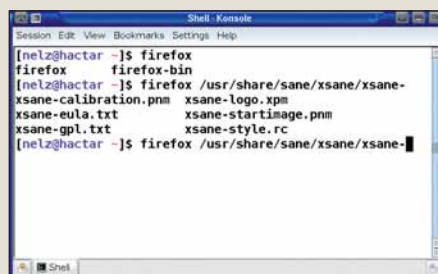 Shell - Konsole
Session Edit View Bookmarks Settings Help
[nelz@hactar ~]$ firefox
firefox firefox-bin
[nelz@hactar ~]$ firefox /usr/share/sane/xsane/xsane-
xsane-calibration.pnm xsane-logo.xpm
xsane-eula.txt xsane-startimage.pnm
xsane-gpl.txt xsane-style.rc
[nelz@hactar ~]$ firefox /usr/share/sane/xsane/xsane-
Shell